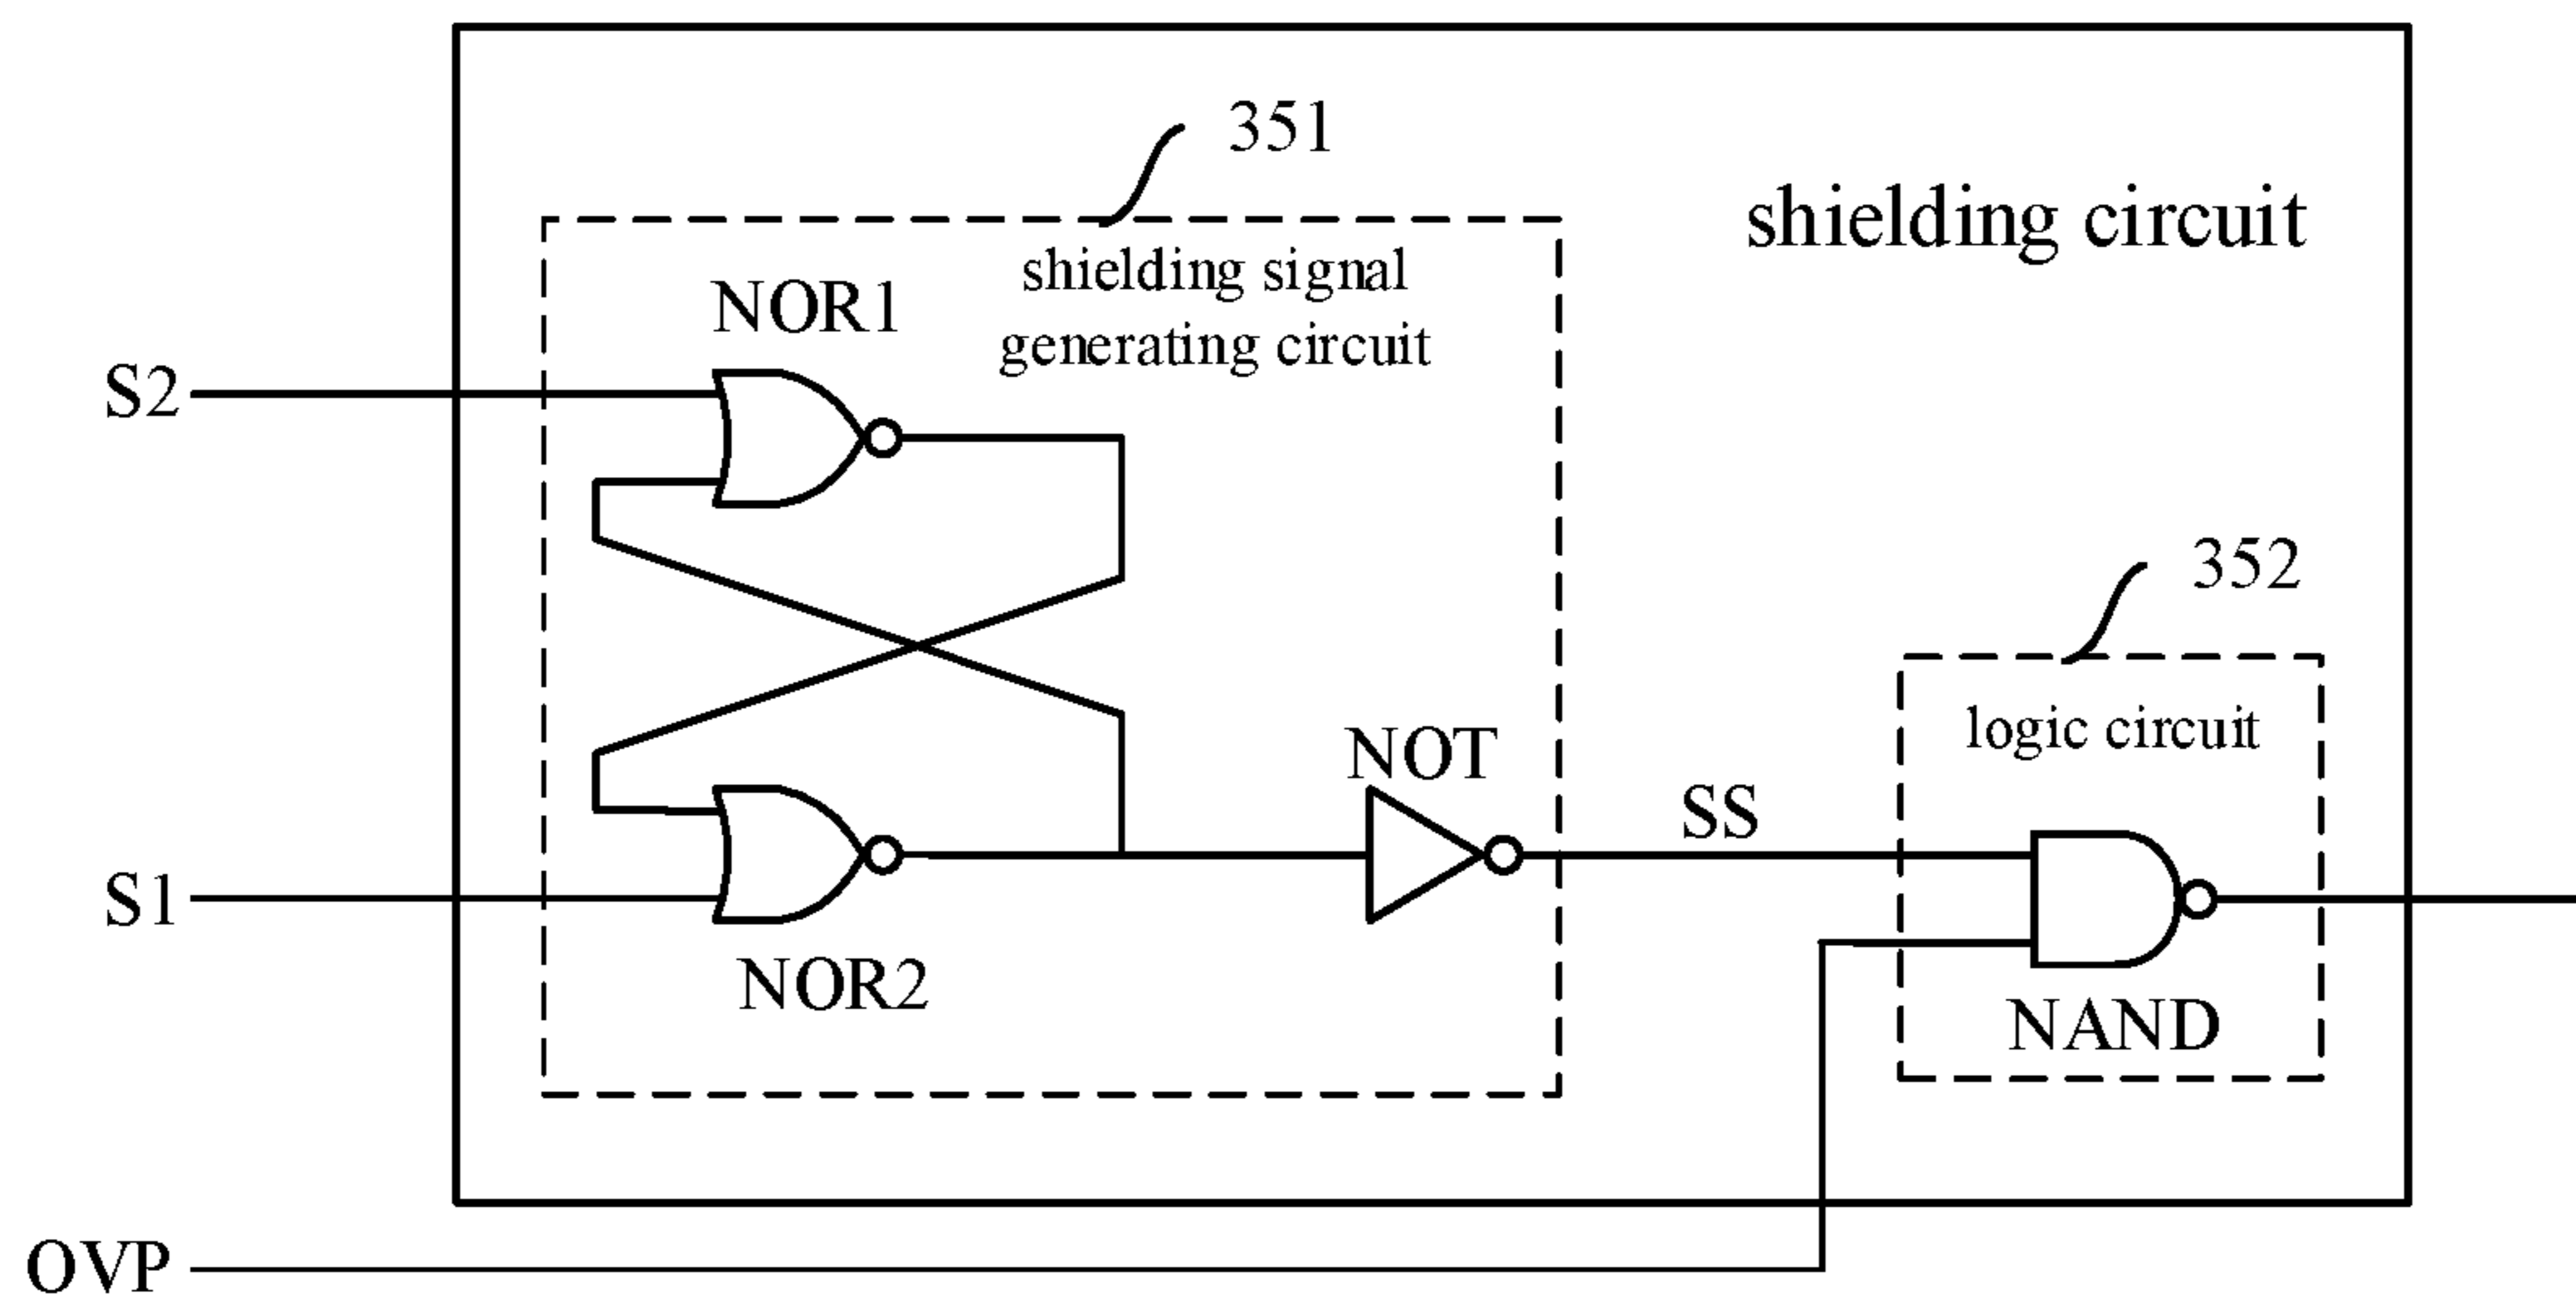 351
shielding circuit
shielding signal
generating circuit
NOR1
S2
352
logic circuit
NOT
SS
S1
NOR2
NAND
OVP